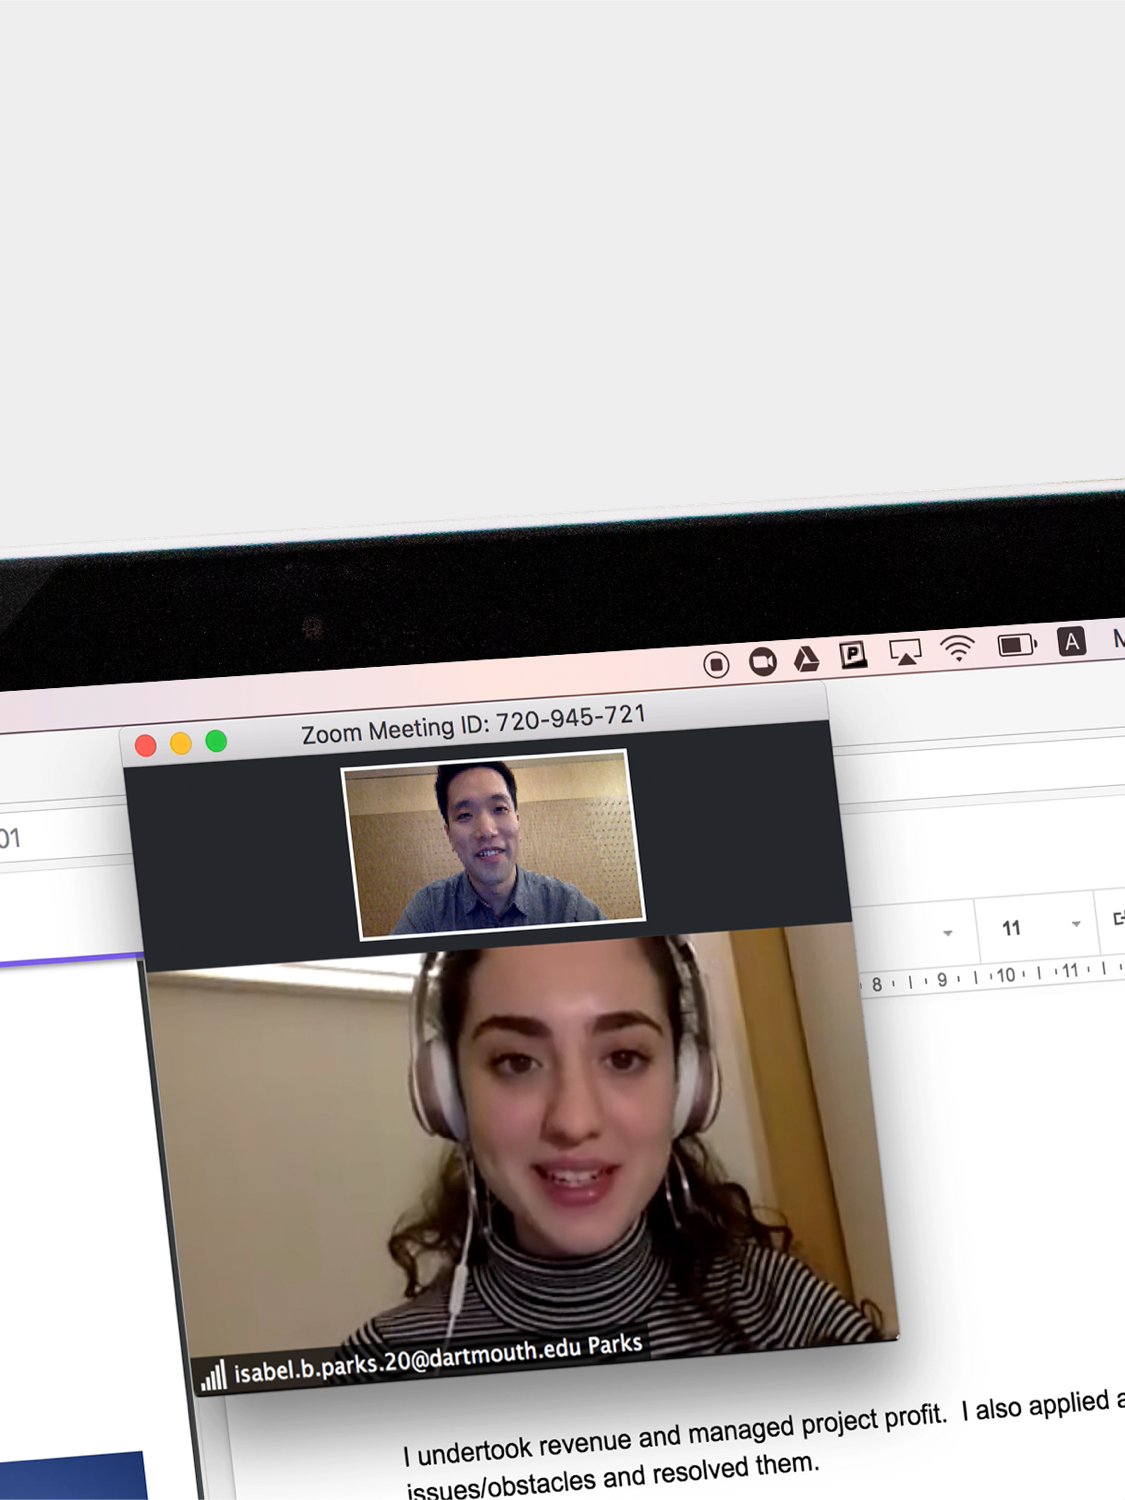 A
M
Zoom Meeting ID: 720-945-721
01
11
8 9 10 11
isabel.b.parks.20@dartmouth.edu Parks
I undertook revenue and managed project profit. I also applied
issues/obstacles and resolved them.